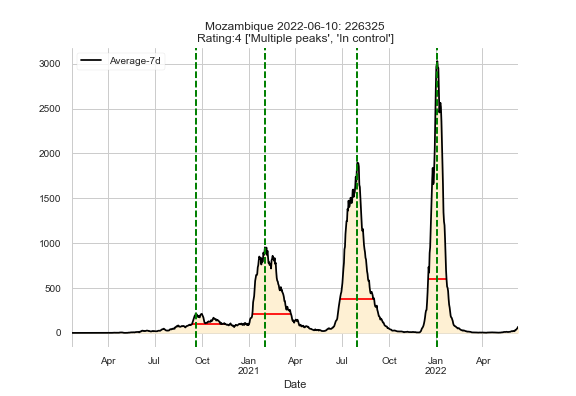 Mozambique 2022-06-10: 226325
Rating:4 ['Multiple peaks', 'In control']
Average-7d
3000
2500
2000
1500
1000
500
0
Apr Jul Oct Jan Apr Jul Oct Jan Apr
2021 2022
Date